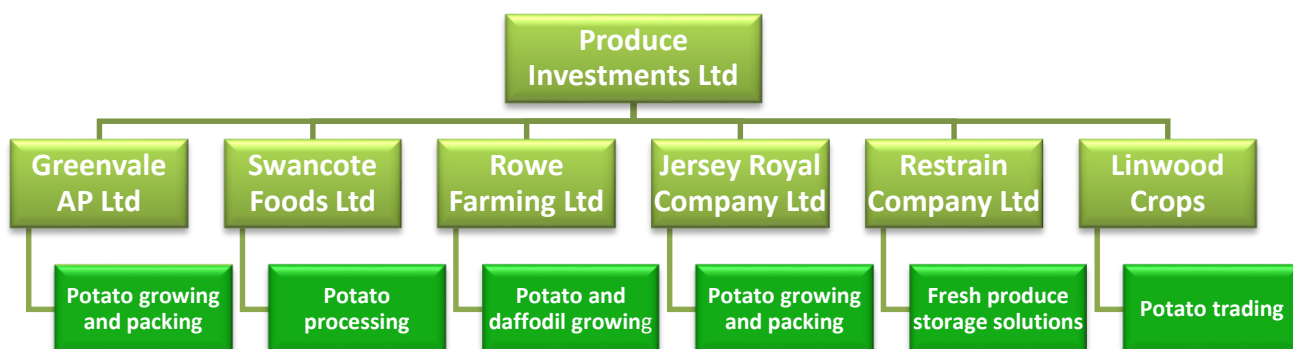 Produce
Investments Ltd
Greenvale
AP Ltd
Swancote
Foods Ltd
Rowe
Farming Ltd
Jersey Royal
Company Ltd
Restrain
Company Ltd
Linwood
Crops
Potato growing
and packing
Potato
processing
Potato and
daffodil growing
Potato growing
and packing
Fresh produce
storage solutions
Potato trading